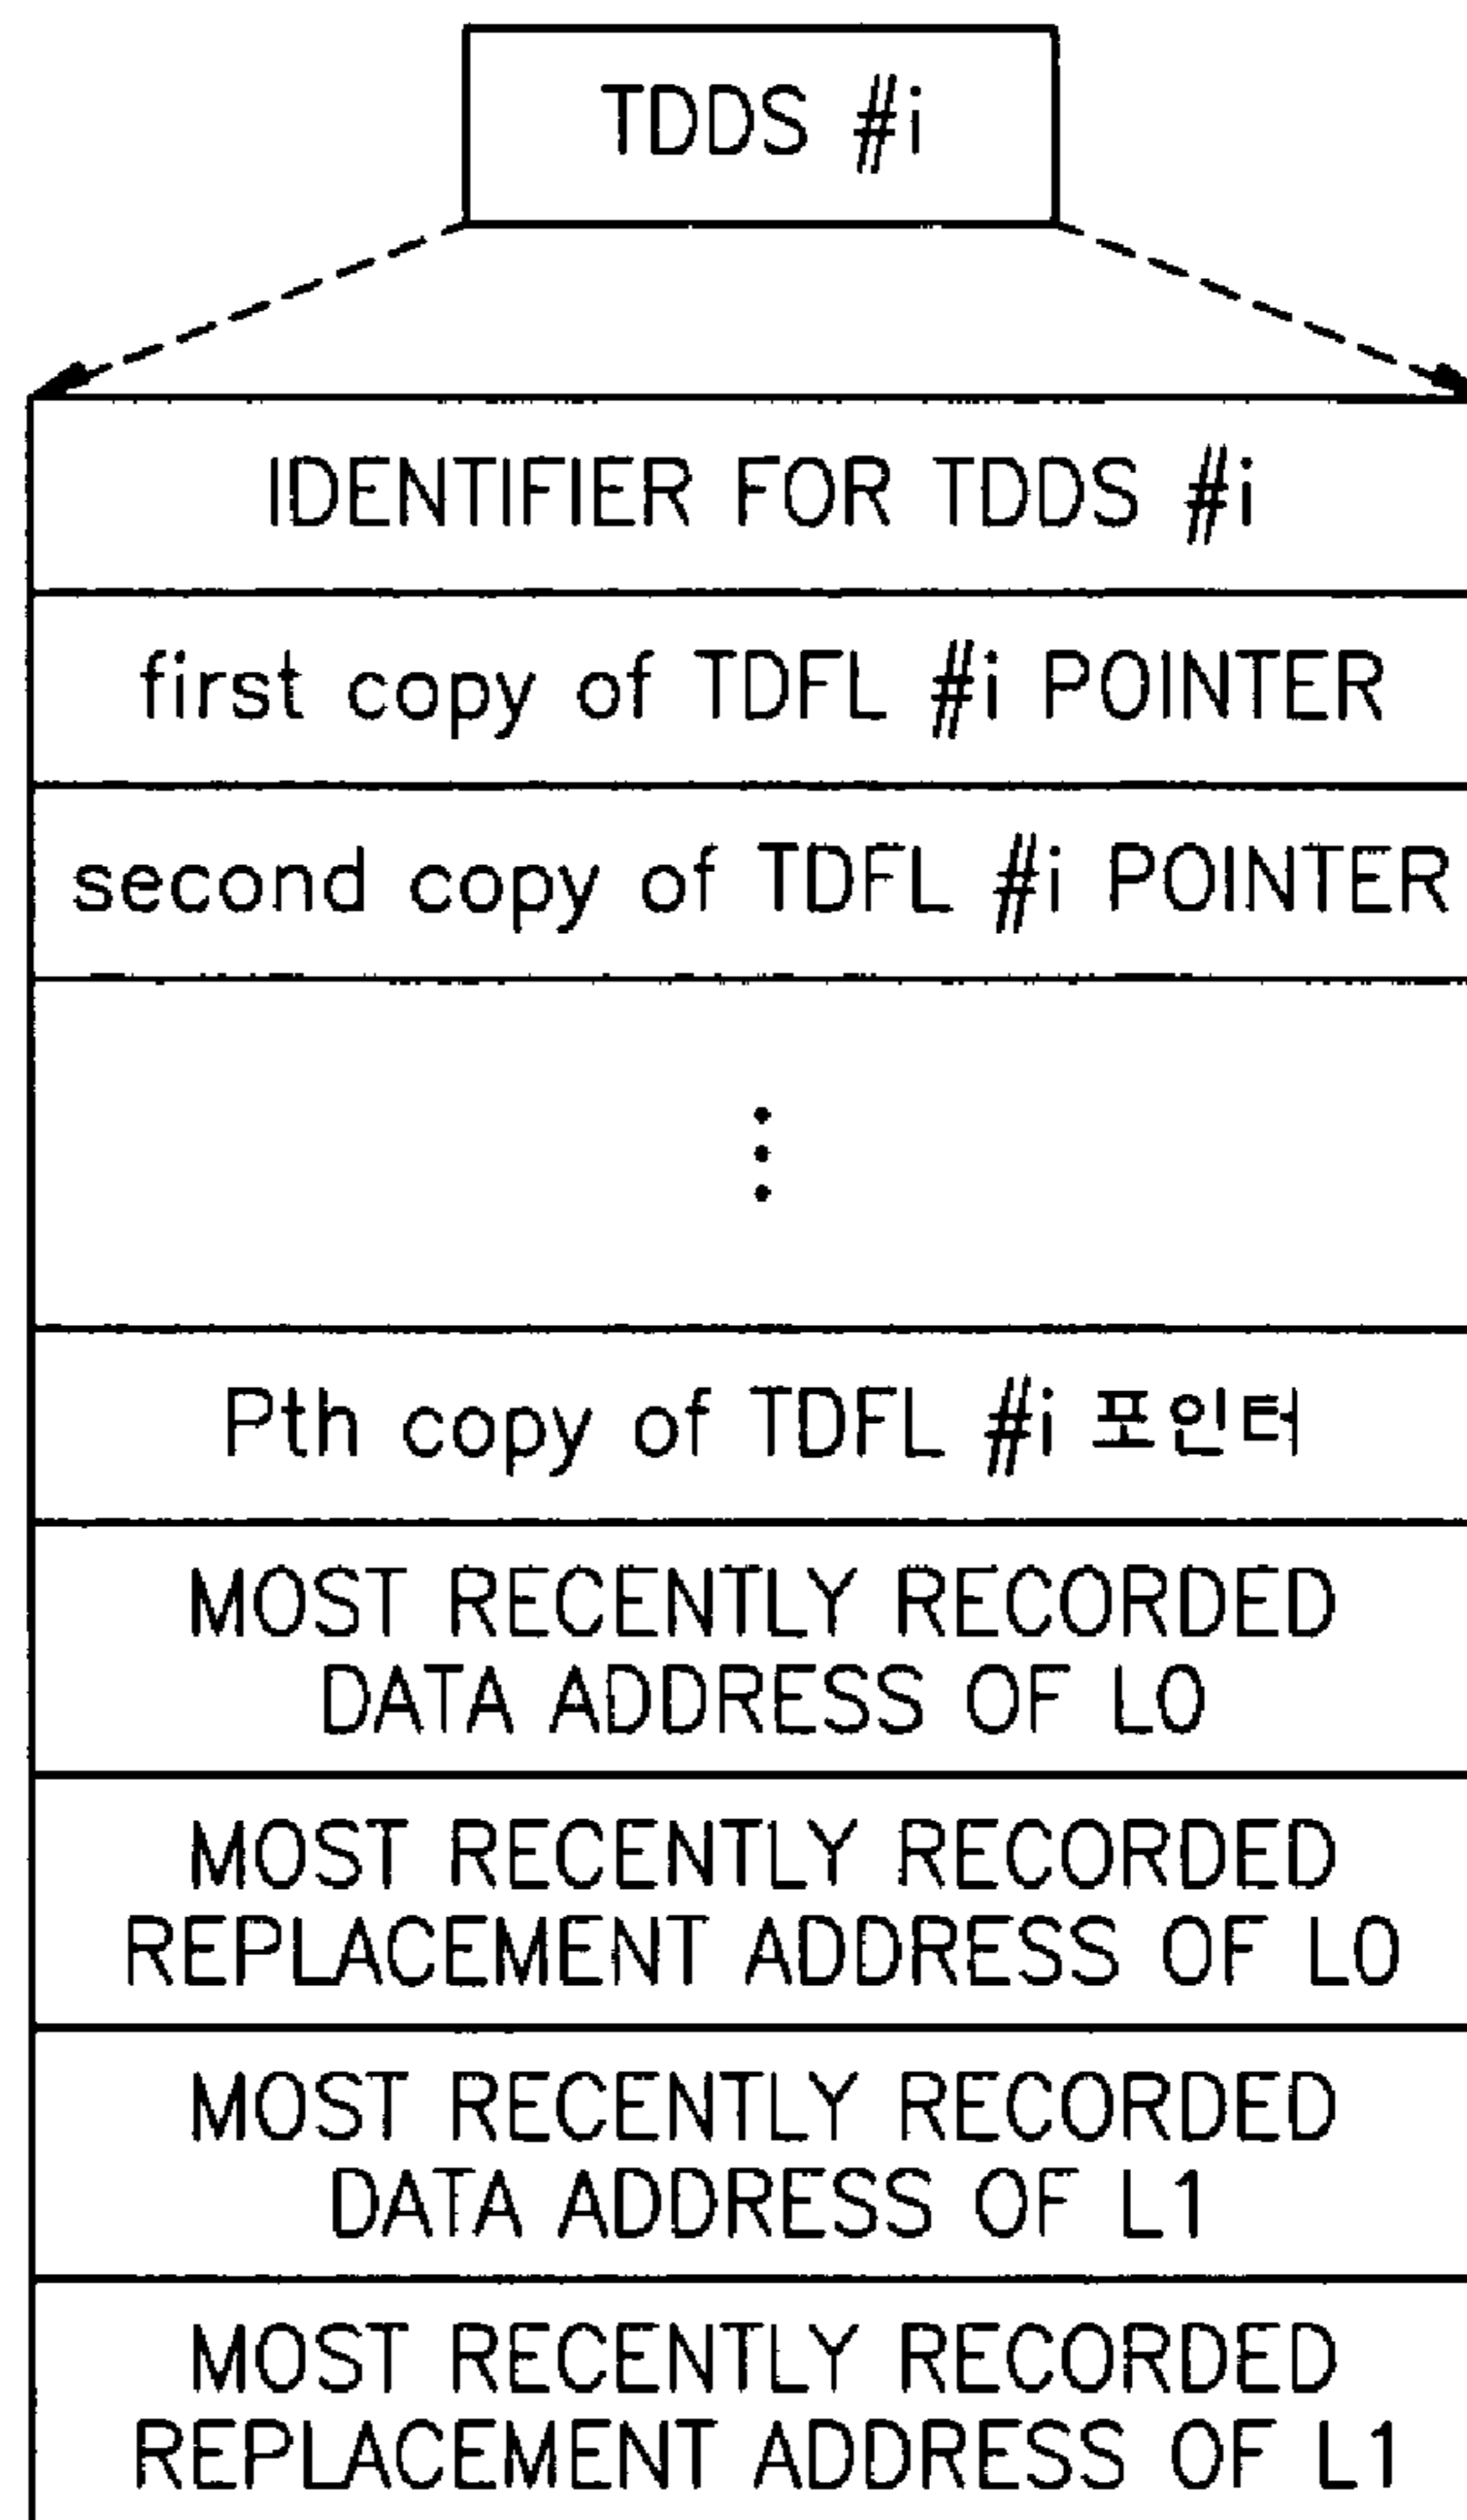 TDDS #i
IDENTIFIER FOR TDDS #i
first copy of TDFL #i POINTER
second copy of TDFL #i POINTER
Pth copy of TDFL #i 포인터
MOST RECENTLY RECORDED
DATA ADDRESS OF L0
MOST RECENTLY RECORDED
REPLACEMENT ADDRESS OF L0
MOST RECENTLY RECORDED
DATA ADDRESS OF L1
MOST RECENTLY RECORDED
REPLACEMENT ADDRESS OF L1